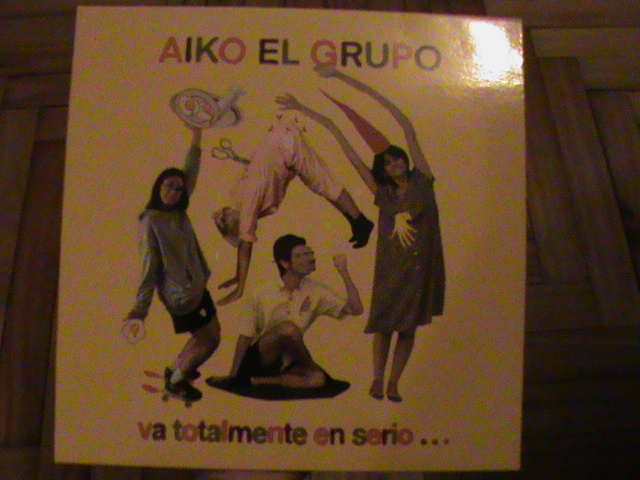 AIKO EL GRUPO
va totalmente en serio...